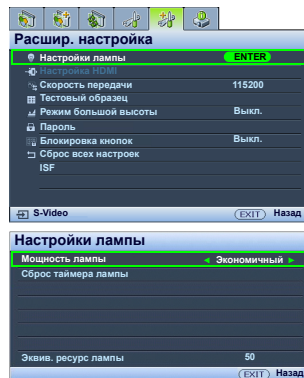 Расшир. настройка
Настройки лампы ENTER
Настройка HDMI
Скорость передачи 115200
Тестовый образец
Режим большой высоты Выкл.
Пароль
Блокировка кнопок Выкл.
Сброс всех настроек
ISF
S-Video EXIT Назад
Настройки лампы
Мощность лампы Экономичный
Сброс таймера лампы
Эквив. ресурс лампы 50
EXIT Назад